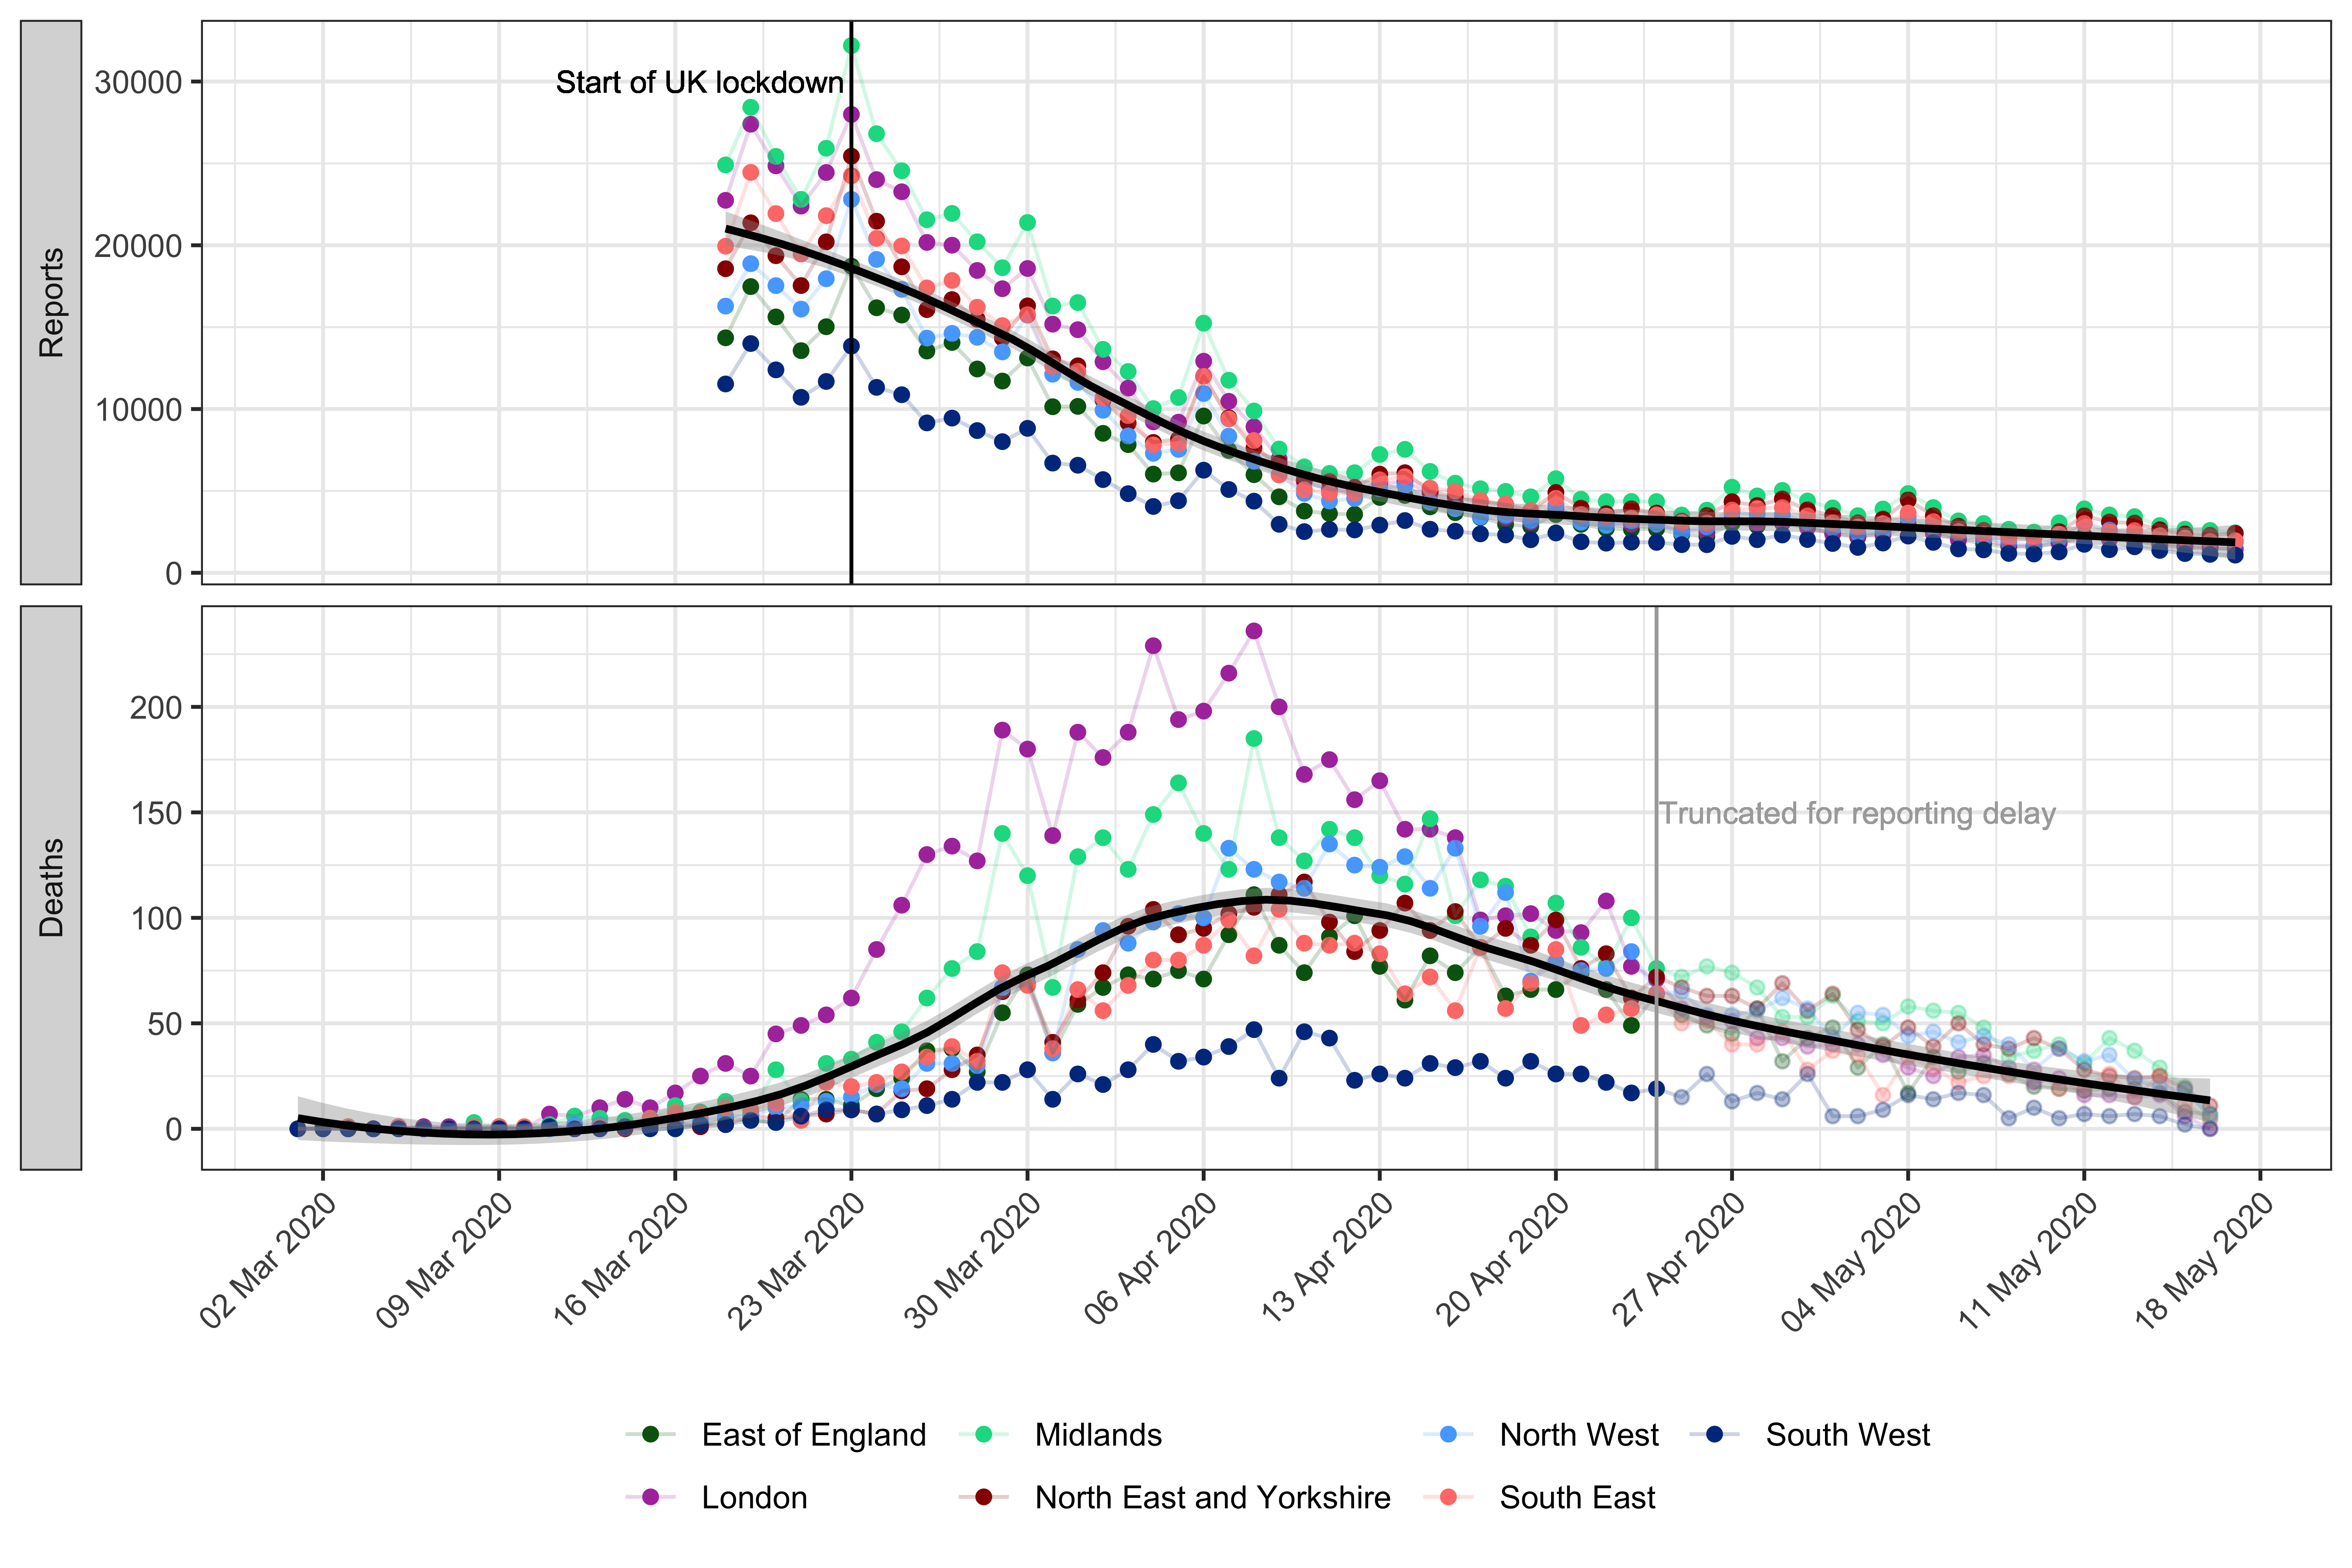 Reports
30000
20000
10000
0
Start of UK lockdown
Deaths
200
150
100
50
0
Truncated for reporting delay
02 Mar 2020
09 Mar 2020
16 Mar 2020
23 Mar 2020
30 Mar 2020
06 Apr 2020
13 Apr 2020
20 Apr 2020
27 Apr 2020
04 May 2020
11 May 2020
18 May 2020
East of England
Midlands
North West
South West
London
North East and Yorkshire
South East